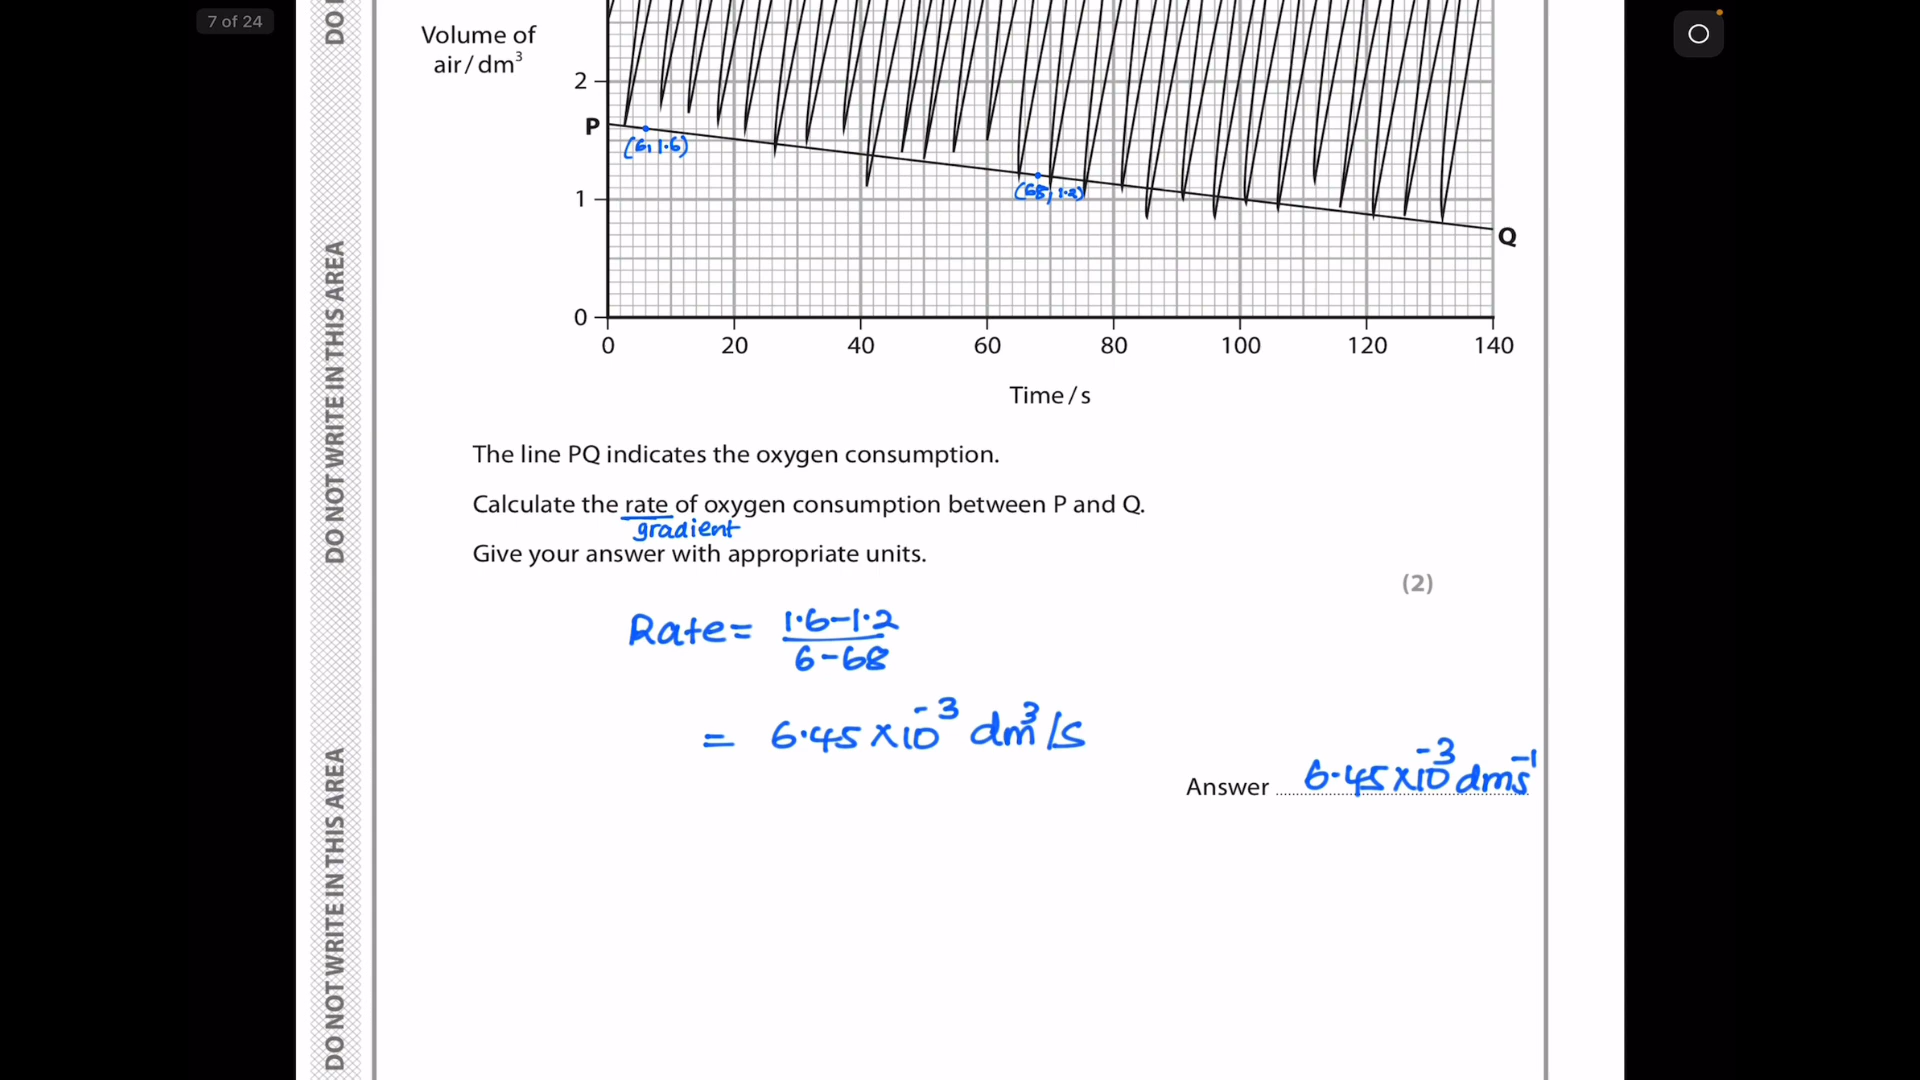 7 of 24
DO N
DO NOT WRITE IN THIS AREA
DO NOT WRITE IN THIS AREA
Volume of
air / dm³
2
P
(6, 1.6)
1
(68, 1.2)
Q
0
0 20 40 60 80 100 120 140
Time / s
The line PQ indicates the oxygen consumption.
Calculate the rate of oxygen consumption between P and Q.
gradient
Give your answer with appropriate units.
(2)
Rate = 1.6-1.2
6-68
= 6.45 ×10⁻³ dm³/s
Answer 6.45 ×10⁻³ dms⁻¹